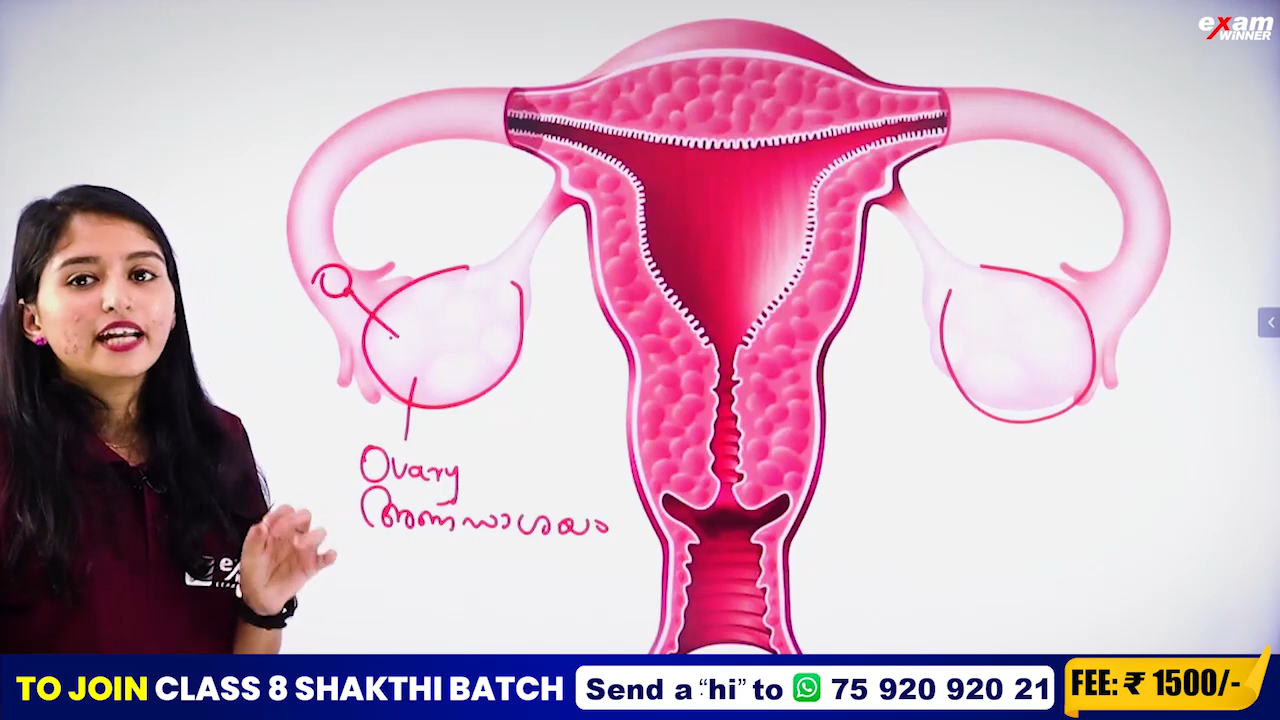 exam
WINNER
Ovary
അണ്ഡാശയം
TO JOIN CLASS 8 SHAKTHI BATCH
Send a “hi” to 75 920 920 21
FEE: ₹ 1500/-